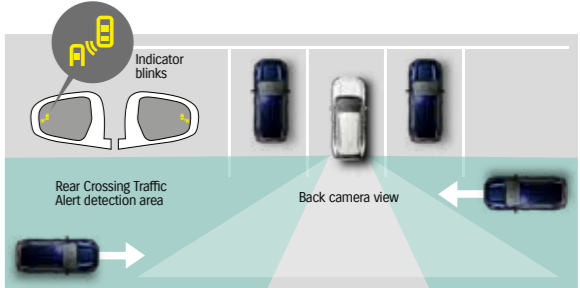 Indicator
blinks
Rear Crossing Traffic
Alert detection area
Back camera view